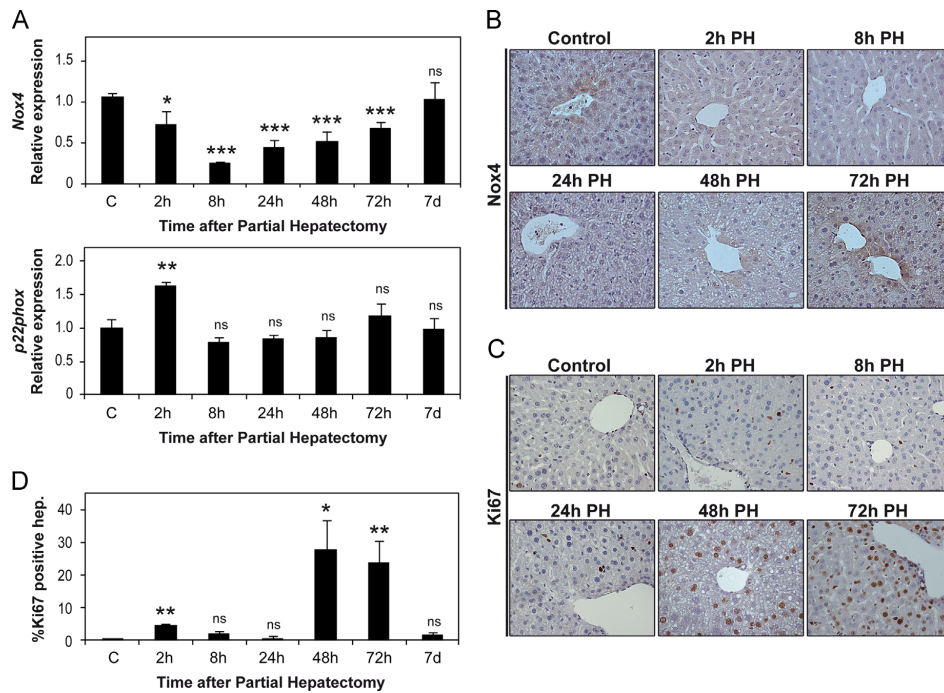 A
Nox4
Relative expression
1.5
1.0
0.5
0
*
***
***
***
***
ns
C 2h 8h 24h 48h 72h 7d
Time after Partial Hepatectomy
p22phox
Relative expression
2.0
1.5
1.0
0.5
0
**
ns
ns
ns
ns
ns
C 2h 8h 24h 48h 72h 7d
Time after Partial Hepatectomy
B
Nox4
Control 2h PH 8h PH
24h PH 48h PH 72h PH
C
Ki67
Control 2h PH 8h PH
24h PH 48h PH 72h PH
D
%Ki67 positive hep.
40
30
20
10
0
**
ns
ns
*
**
ns
C 2h 8h 24h 48h 72h 7d
Time after Partial Hepatectomy